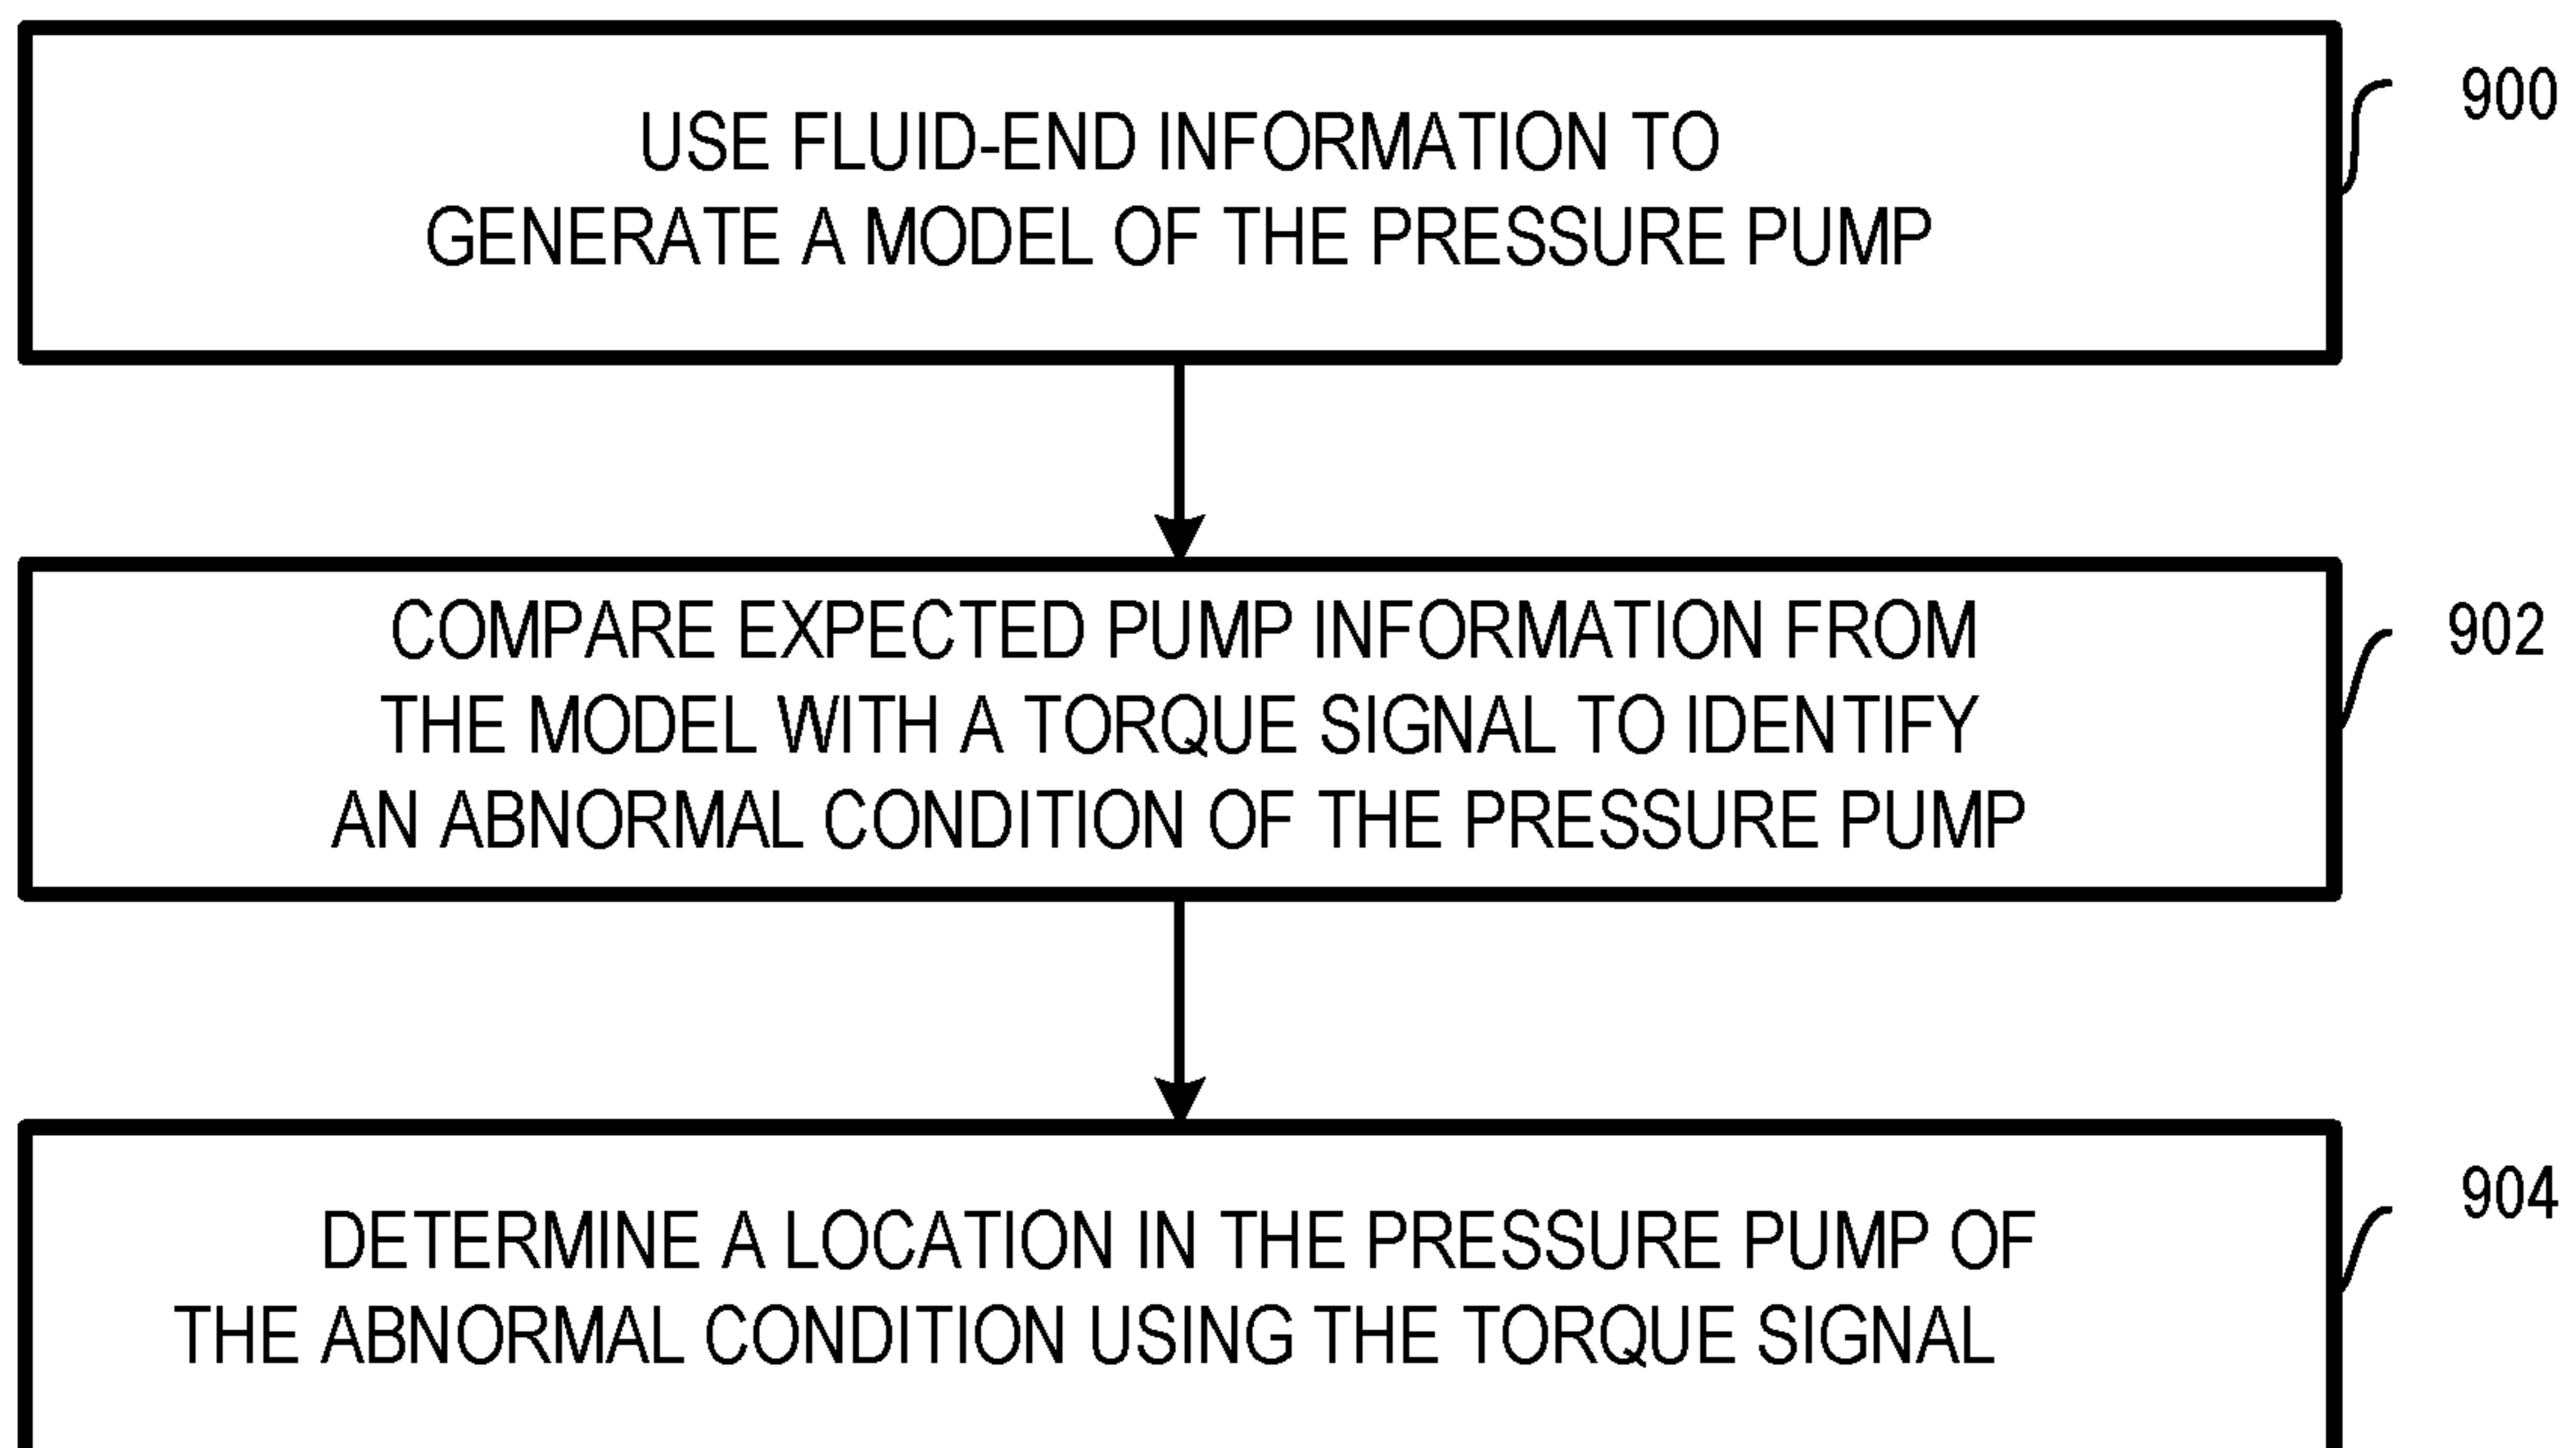 USE FLUID-END INFORMATION TO
GENERATE A MODEL OF THE PRESSURE PUMP
900
COMPARE EXPECTED PUMP INFORMATION FROM
THE MODEL WITH A TORQUE SIGNAL TO IDENTIFY
AN ABNORMAL CONDITION OF THE PRESSURE PUMP
902
DETERMINE A LOCATION IN THE PRESSURE PUMP OF
THE ABNORMAL CONDITION USING THE TORQUE SIGNAL
904